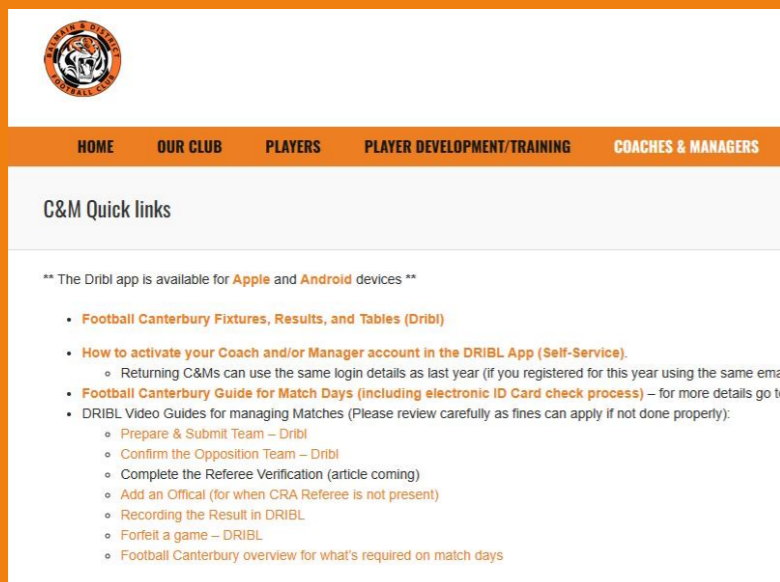 BALMAIN & DISTRICT
FOOTBALL CLUB
HOME OUR CLUB PLAYERS PLAYER DEVELOPMENT/TRAINING COACHES & MANAGERS
C&M Quick links
** The Dribl app is available for Apple and Android devices **
• Football Canterbury Fixtures, Results, and Tables (Dribl)
• How to activate your Coach and/or Manager account in the DRIBL App (Self-Service).
◦ Returning C&Ms can use the same login details as last year (if you registered for this year using the same
• Football Canterbury Guide for Match Days (including electronic ID Card check process) – for more details go
• DRIBL Video Guides for managing Matches (Please review carefully as fines can apply if not done properly):
◦ Prepare & Submit Team – Dribl
◦ Confirm the Opposition Team – Dribl
◦ Complete the Referee Verification (article coming)
◦ Add an Offical (for when CRA Referee is not present)
◦ Recording the Result in DRIBL
◦ Forfeit a game – DRIBL
◦ Football Canterbury overview for what's required on match days